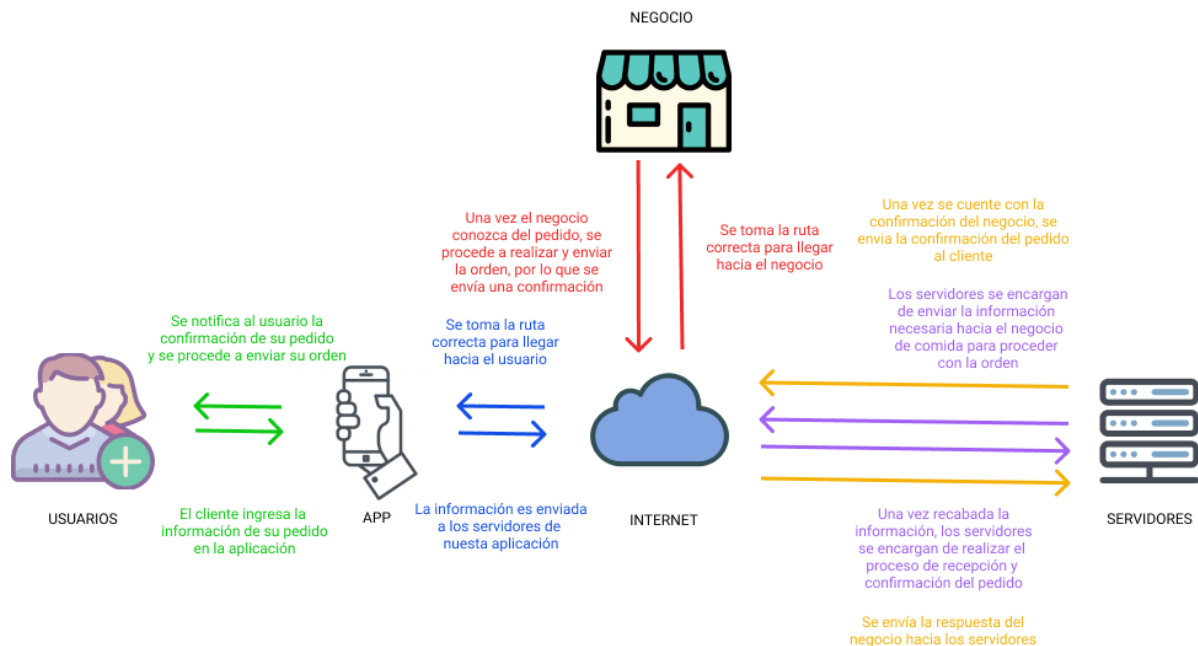 NEGOCIO
Una vez el negocio
conozca del pedido, se
procede a realizar y enviar
la orden, por lo que se
envía una confirmación
Se toma la ruta
correcta para llegar
hacia el negocio
Una vez se cuente con la
confirmación del negocio, se
envia la confirmación del pedido
al cliente
Los servidores se encargan
de enviar la información
necesaria hacia el negocio
de comida para proceder
con la orden
Se notifica al usuario la
confirmación de su pedido
y se procede a enviar su orden
Se toma la ruta
correcta para llegar
hacia el usuario
USUARIOS
El cliente ingresa la
información de su pedido
en la aplicación
APP
La información es enviada
a los servidores de
nuesta aplicación
INTERNET
SERVIDORES
Una vez recabada la
información, los servidores
se encargan de realizar el
proceso de recepción y
confirmación del pedido
Se envía la respuesta del
negocio hacia los servidores